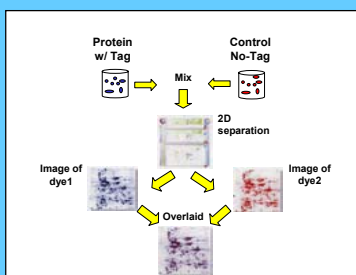 Protein
w/ Tag
Control
No-Tag
Mix
2D
separation
Image of
dye1
Image of
dye2
Overlaid